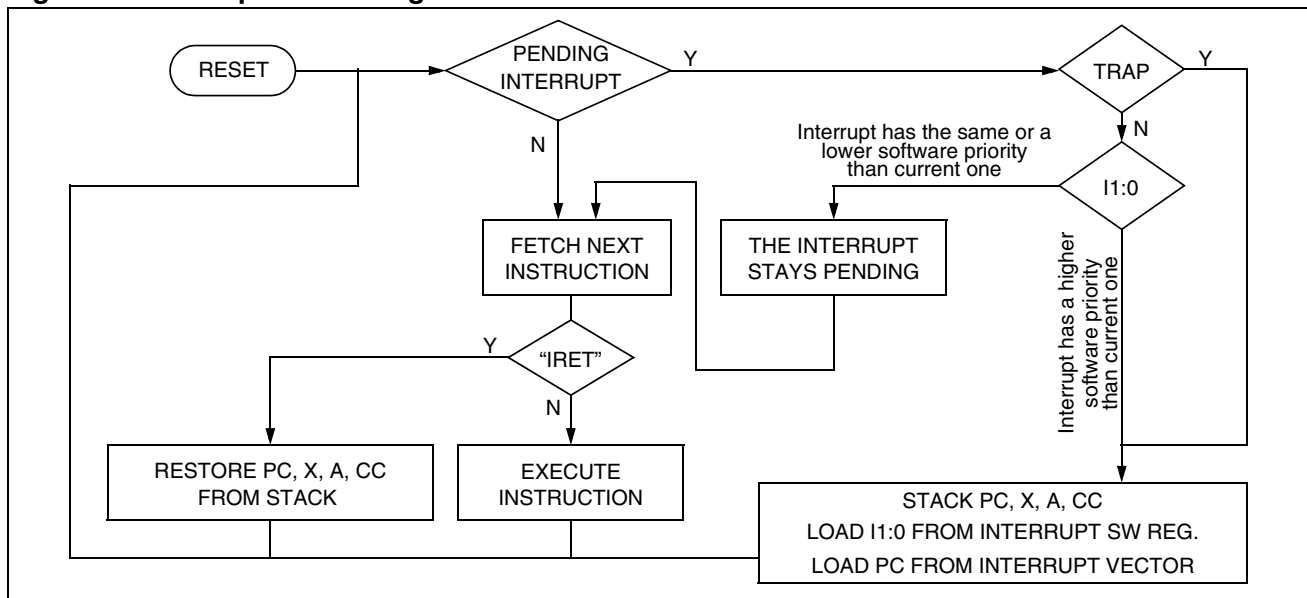 RESET
PENDING
INTERRUPT
Y
TRAP
Y
N
N
Interrupt has the same or a
lower software priority
than current one
I1:0
FETCH NEXT
INSTRUCTION
THE INTERRUPT
STAYS PENDING
Interrupt has a higher
software priority
than current one
Y
“IRET”
N
RESTORE PC, X, A, CC
FROM STACK
EXECUTE
INSTRUCTION
STACK PC, X, A, CC
LOAD I1:0 FROM INTERRUPT SW REG.
LOAD PC FROM INTERRUPT VECTOR